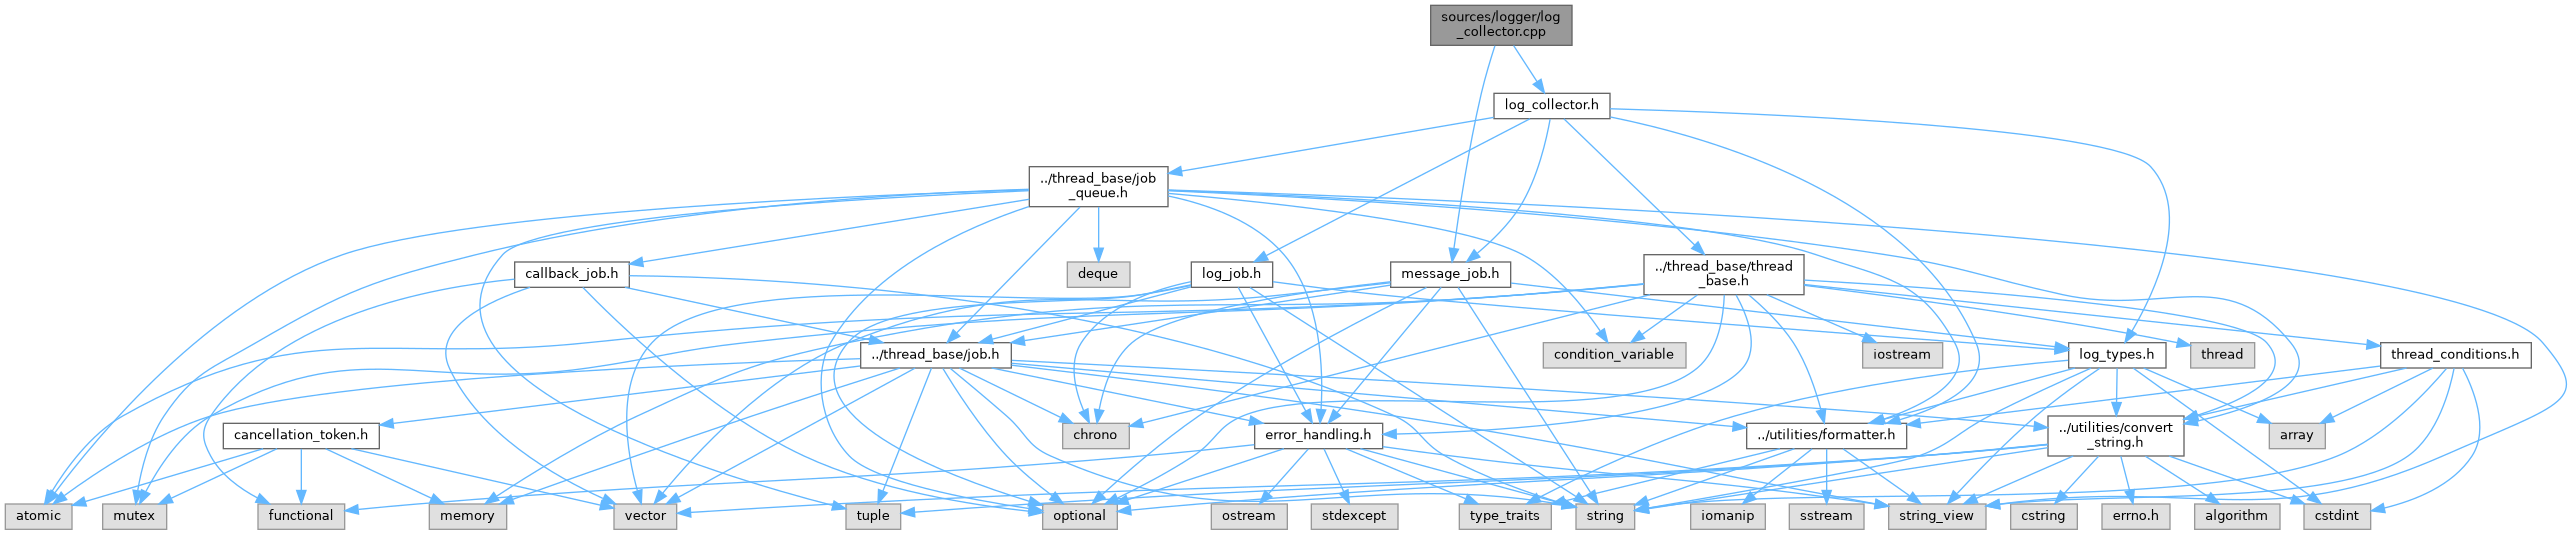 sources/logger/log
_collector.cpp
log_collector.h
../thread_base/job
_queue.h
callback_job.h
deque
log_job.h
message_job.h
../thread_base/thread
_base.h
../thread_base/job.h
condition_variable
iostream
log_types.h
thread
thread_conditions.h
cancellation_token.h
chrono
error_handling.h
../utilities/formatter.h
../utilities/convert
_string.h
array
atomic
mutex
functional
memory
vector
tuple
optional
ostream
stdexcept
type_traits
string
iomanip
sstream
string_view
cstring
errno.h
algorithm
cstdint